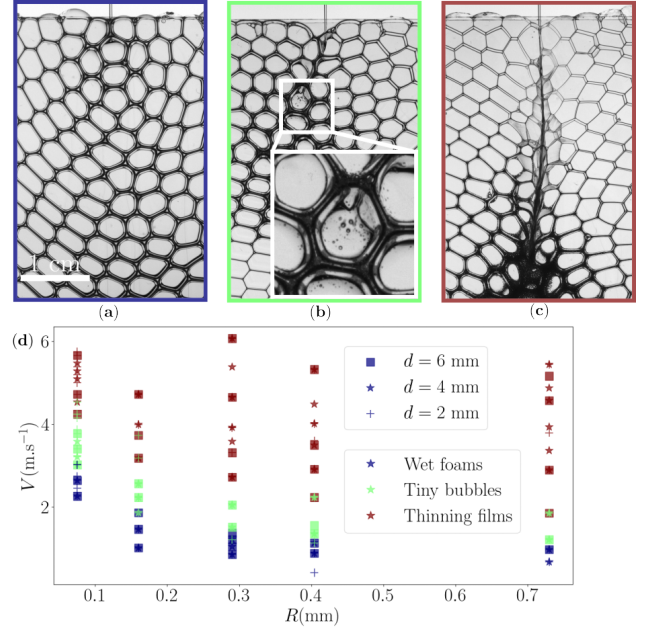 1 cm
(a) (b) (c)
(d)
6
4
2
V(m.s⁻¹)
d = 6 mm
d = 4 mm
d = 2 mm
Wet foams
Tiny bubbles
Thinning films
0.1 0.2 0.3 0.4 0.5 0.6 0.7
R(mm)